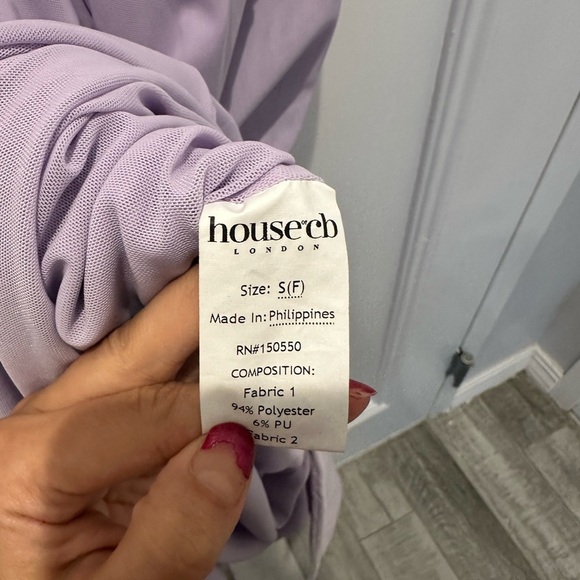 house of cb
LONDON
Size: S(F)
Made In: Philippines
RN#150550
COMPOSITION:
Fabric 1
94% Polyester
6% PU
abric 2